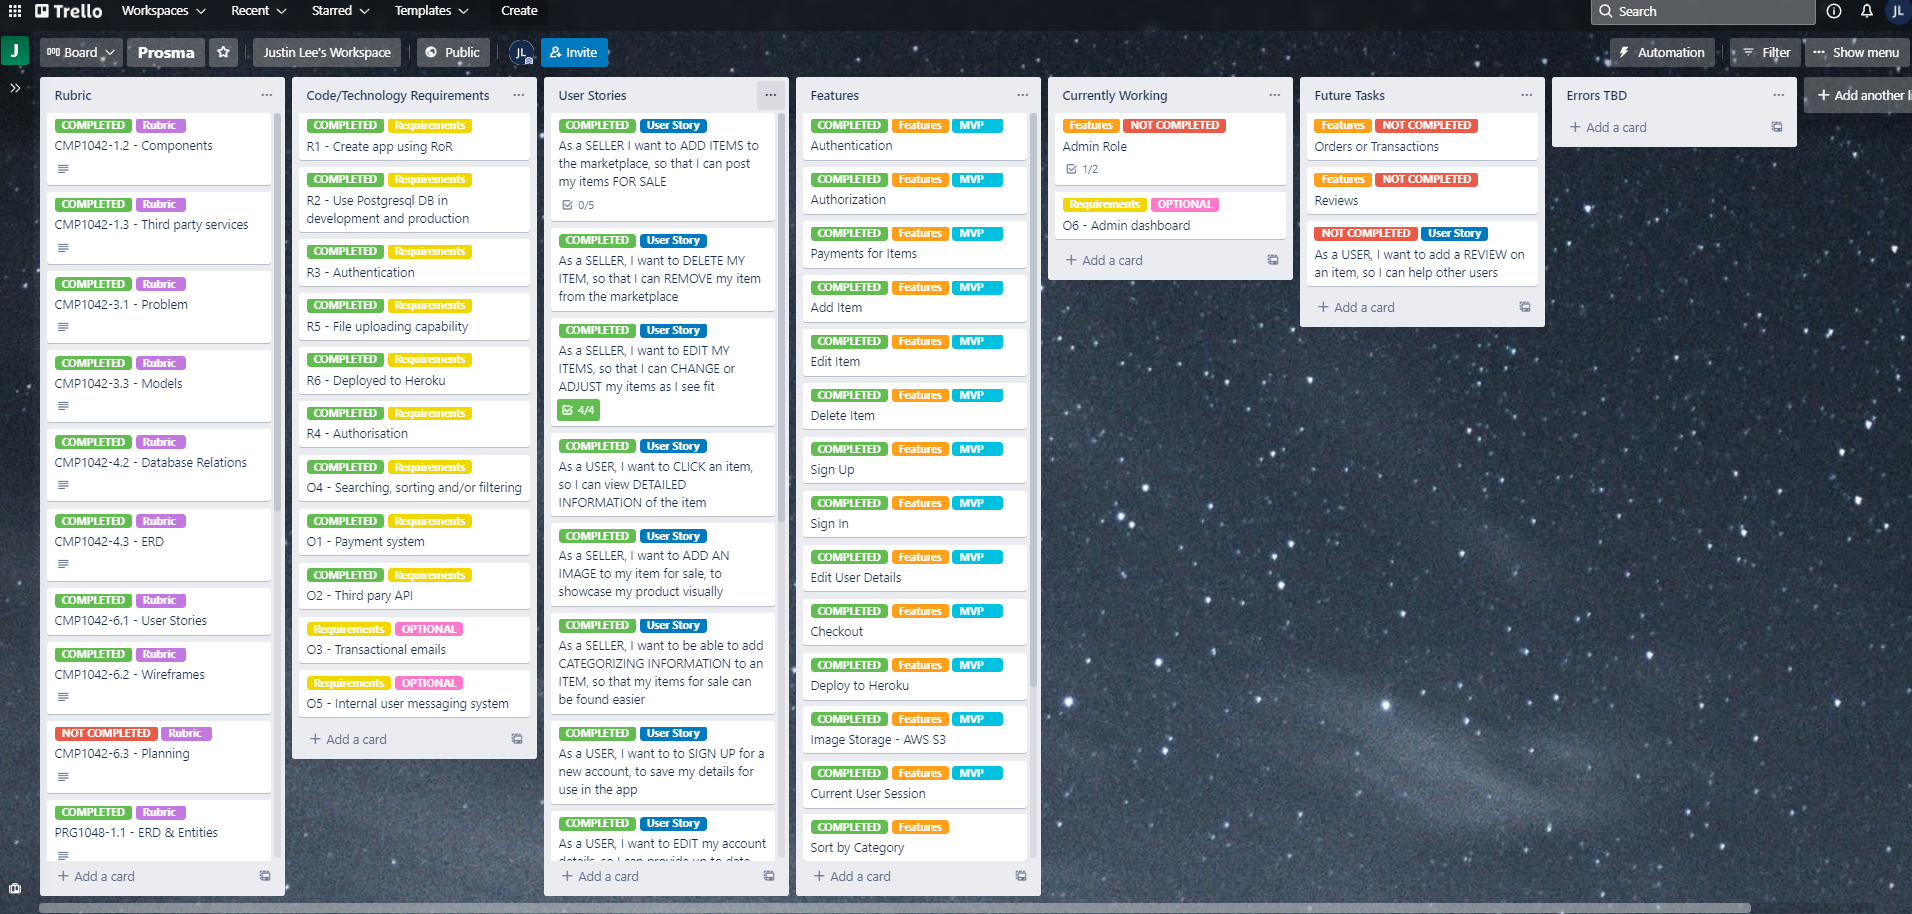 Trello
Workspaces
Recent
Starred
Templates
Create
Search
JL
J
Board
Prosma
Justin Lee's Workspace
Public
JL
Invite
Automation
Filter
Show menu
Rubric
COMPLETED Rubric
CMP1042-1.2 - Components
COMPLETED Rubric
CMP1042-1.3 - Third party services
COMPLETED Rubric
CMP1042-3.1 - Problem
COMPLETED Rubric
CMP1042-3.3 - Models
COMPLETED Rubric
CMP1042-4.2 - Database Relations
COMPLETED Rubric
CMP1042-4.3 - ERD
COMPLETED Rubric
CMP1042-6.1 - User Stories
COMPLETED Rubric
CMP1042-6.2 - Wireframes
NOT COMPLETED Rubric
CMP1042-6.3 - Planning
COMPLETED Rubric
PRG1048-1.1 - ERD & Entities
+ Add a card
Code/Technology Requirements
COMPLETED Requirements
R1 - Create app using RoR
COMPLETED Requirements
R2 - Use Postgresql DB in
development and production
COMPLETED Requirements
R3 - Authentication
COMPLETED Requirements
R5 - File uploading capability
COMPLETED Requirements
R6 - Deployed to Heroku
COMPLETED Requirements
R4 - Authorisation
COMPLETED Requirements
O4 - Searching, sorting and/or filtering
COMPLETED Requirements
O1 - Payment system
COMPLETED Requirements
O2 - Third pary API
Requirements OPTIONAL
O3 - Transactional emails
Requirements OPTIONAL
O5 - Internal user messaging system
+ Add a card
User Stories
COMPLETED User Story
As a SELLER I want to ADD ITEMS to
the marketplace, so that I can post
my items FOR SALE
0/5
COMPLETED User Story
As a SELLER, I want to DELETE MY
ITEM, so that I can REMOVE my item
from the marketplace
COMPLETED User Story
As a SELLER, I want to EDIT MY
ITEMS, so that I can CHANGE or
ADJUST my items as I see fit
4/4
COMPLETED User Story
As a USER, I want to CLICK an item,
so I can view DETAILED
INFORMATION of the item
COMPLETED User Story
As a SELLER, I want to ADD AN
IMAGE to my item for sale, to
showcase my product visually
COMPLETED User Story
As a SELLER, I want to be able to add
CATEGORIZING INFORMATION to an
ITEM, so that my items for sale can
be found easier
COMPLETED User Story
As a USER, I want to to SIGN UP for a
new account, to save my details for
use in the app
COMPLETED User Story
As a USER, I want to EDIT my account
details, so I can provide up to date
+ Add a card
Features
COMPLETED Features MVP
Authentication
COMPLETED Features MVP
Authorization
COMPLETED Features MVP
Payments for Items
COMPLETED Features MVP
Add Item
COMPLETED Features MVP
Edit Item
COMPLETED Features MVP
Delete Item
COMPLETED Features MVP
Sign Up
COMPLETED Features MVP
Sign In
COMPLETED Features MVP
Edit User Details
COMPLETED Features MVP
Checkout
COMPLETED Features MVP
Deploy to Heroku
COMPLETED Features MVP
Image Storage - AWS S3
COMPLETED Features MVP
Current User Session
COMPLETED Features
Sort by Category
+ Add a card
Currently Working
Features NOT COMPLETED
Admin Role
1/2
Requirements OPTIONAL
O6 - Admin dashboard
+ Add a card
Future Tasks
Features NOT COMPLETED
Orders or Transactions
Features NOT COMPLETED
Reviews
NOT COMPLETED User Story
As a USER, I want to add a REVIEW on
an item, so I can help other users
+ Add a card
Errors TBD
+ Add a card
+ Add another li